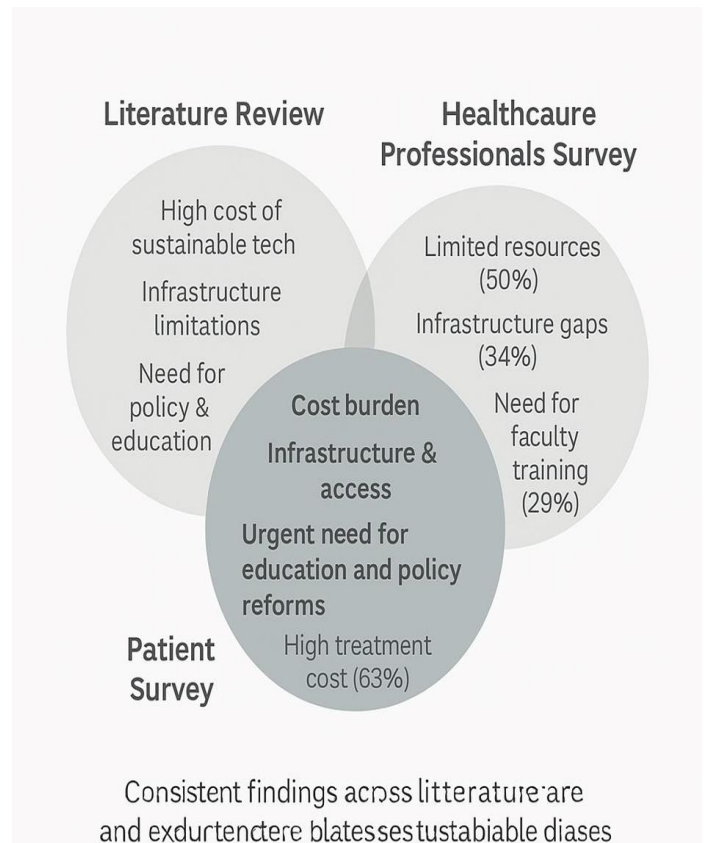 Literature Review
Healthcaure
Professionals Survey
High cost of
sustainable tech
Infrastructure
limitations
Need for
policy &
education
Limited resources
(50%)
Infrastructure gaps
(34%)
Need for
faculty
training
(29%)
Cost burden
Infrastructure &
access
Urgent need for
education and policy
reforms
High treatment
cost (63%)
Patient
Survey
Consistent findings are
and